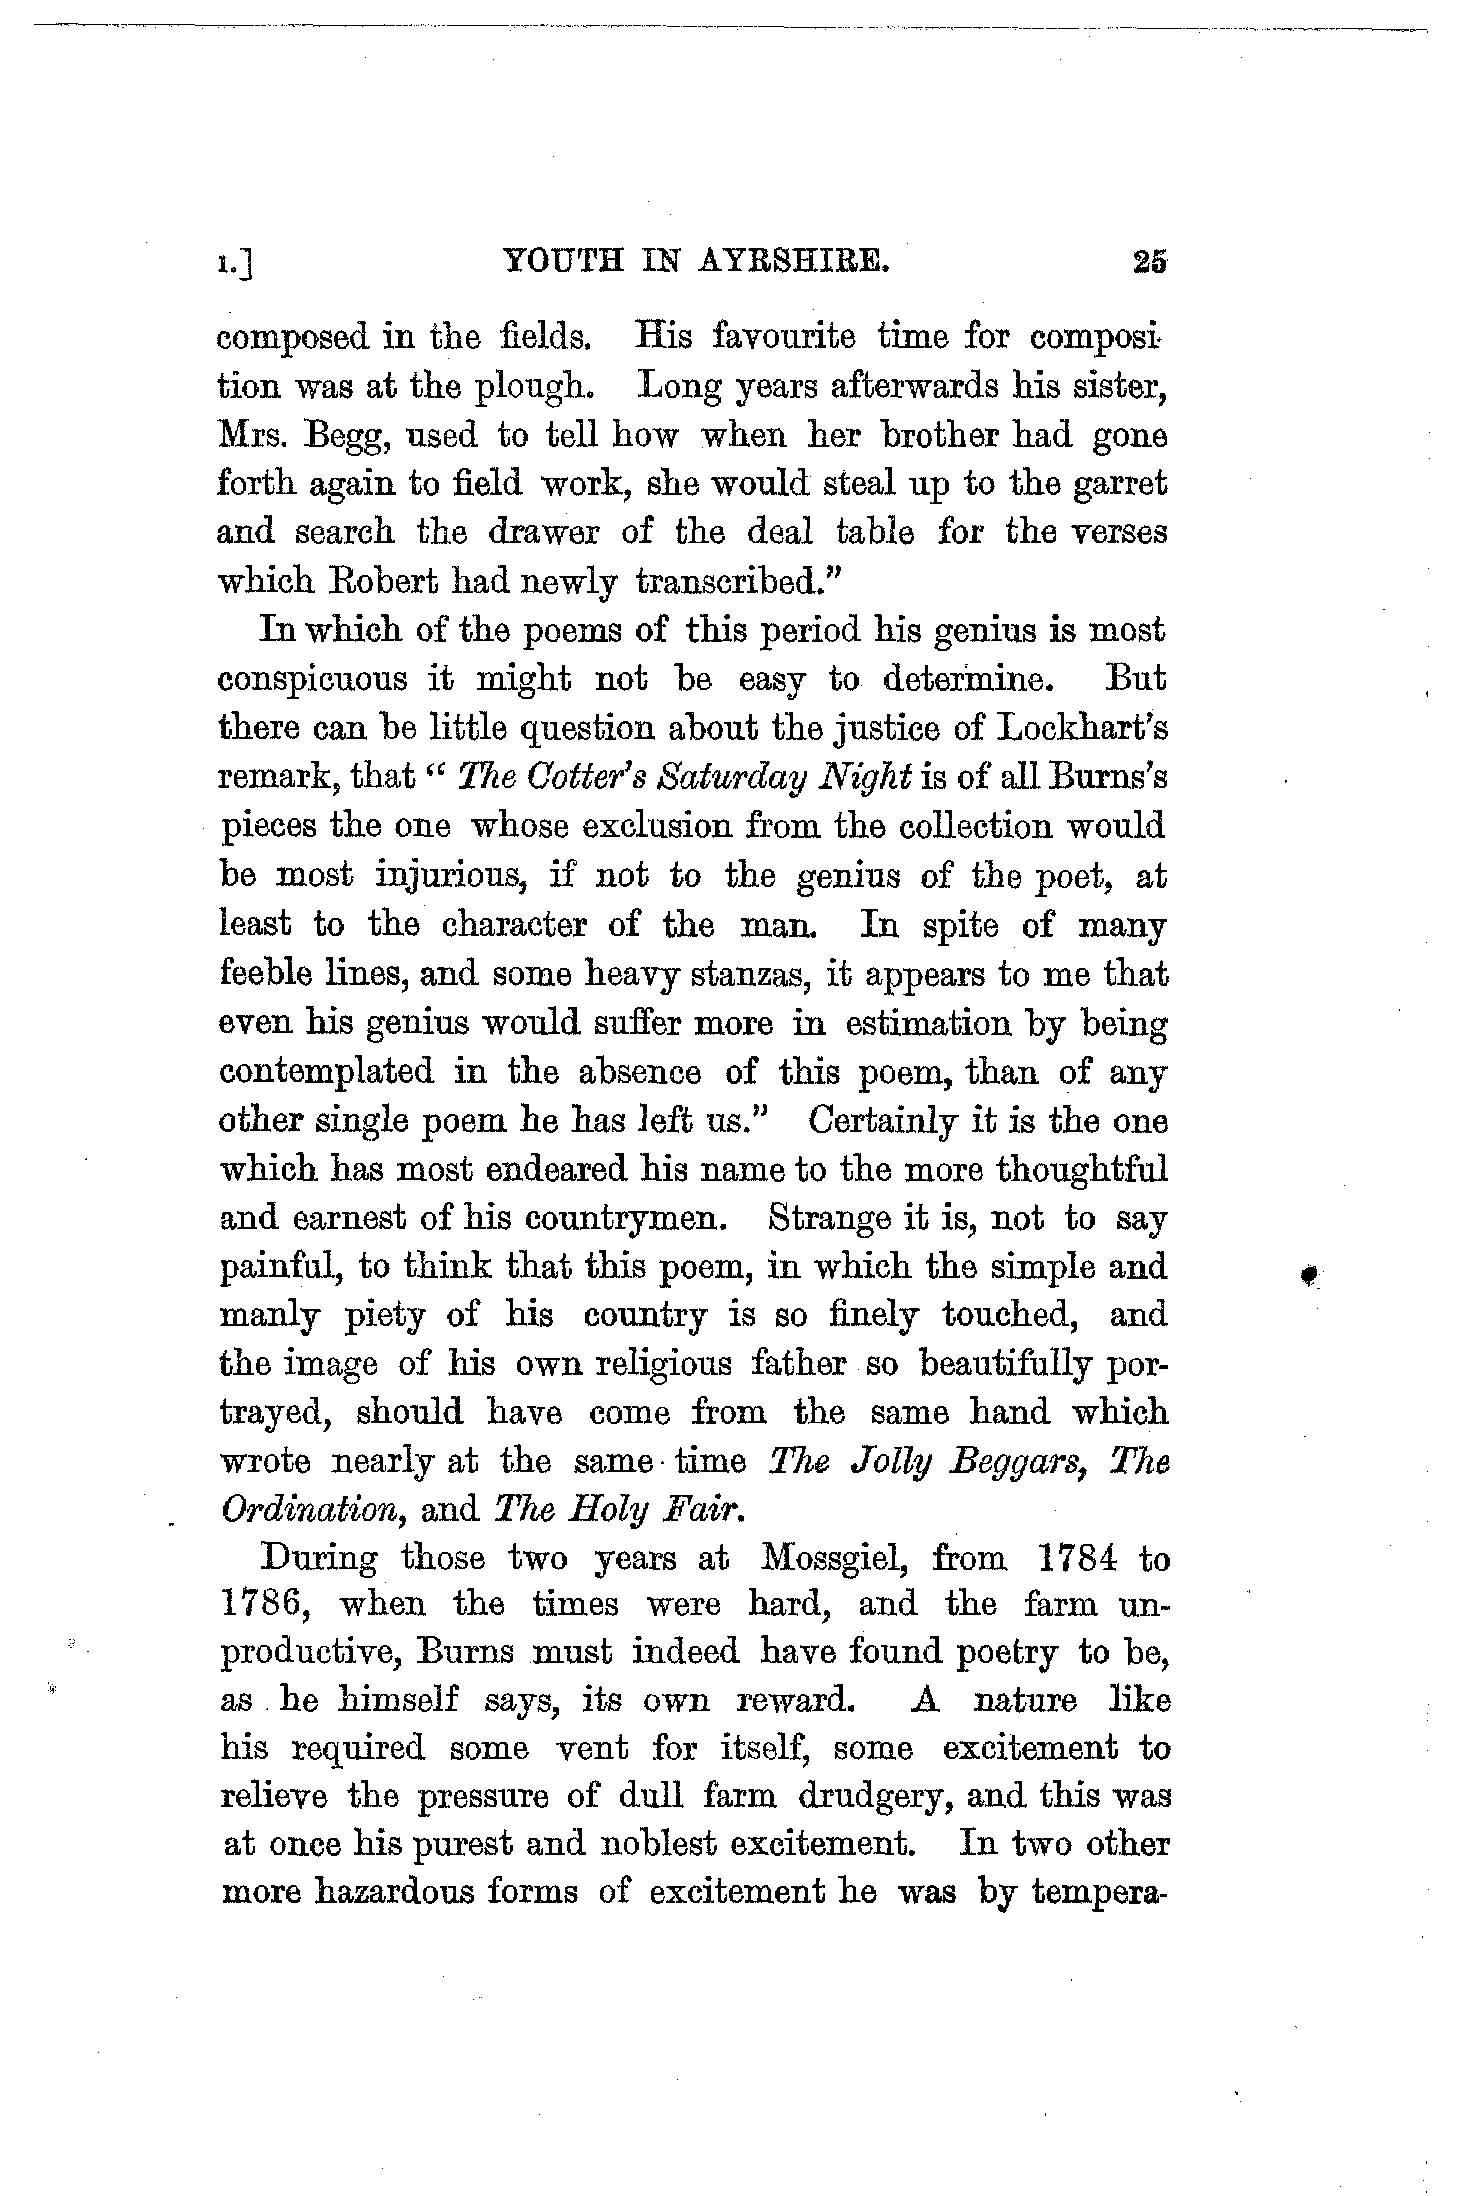 I.] YOUTH IN AYRSHIRE. 25
composed in the fields. His favourite time for composi-
tion was at the plough. Long years afterwards his sister,
Mrs. Begg, used to tell how when her brother had gone
forth again to field work, she would steal up to the garret
and search the drawer of the deal table for the verses
which Robert had newly transcribed."
In which of the poems of this period his genius is most
conspicuous it might not be easy to determine. But
there can be little question about the justice of Lockhart's
remark, that " The Cotter's Saturday Night is of all Burns's
pieces the one whose exclusion from the collection would
be most injurious, if not to the genius of the poet, at
least to the character of the man. In spite of many
feeble lines, and some heavy stanzas, it appears to me that
even his genius would suffer more in estimation by being
contemplated in the absence of this poem, than of any
other single poem he has left us." Certainly it is the one
which has most endeared his name to the more thoughtful
and earnest of his countrymen. Strange it is, not to say
painful, to think that this poem, in which the simple and
manly piety of his country is so finely touched, and
the image of his own religious father so beautifully por-
trayed, should have come from the same hand which
wrote nearly at the same time The Jolly Beggars, The
Ordination, and The Holy Fair.
During those two years at Mossgiel, from 1784 to
1786, when the times were hard, and the farm un-
productive, Burns must indeed have found poetry to be,
as he himself says, its own reward. A nature like
his required some vent for itself, some excitement to
relieve the pressure of dull farm drudgery, and this was
at once his purest and noblest excitement. In two other
more hazardous forms of excitement he was by tempera-